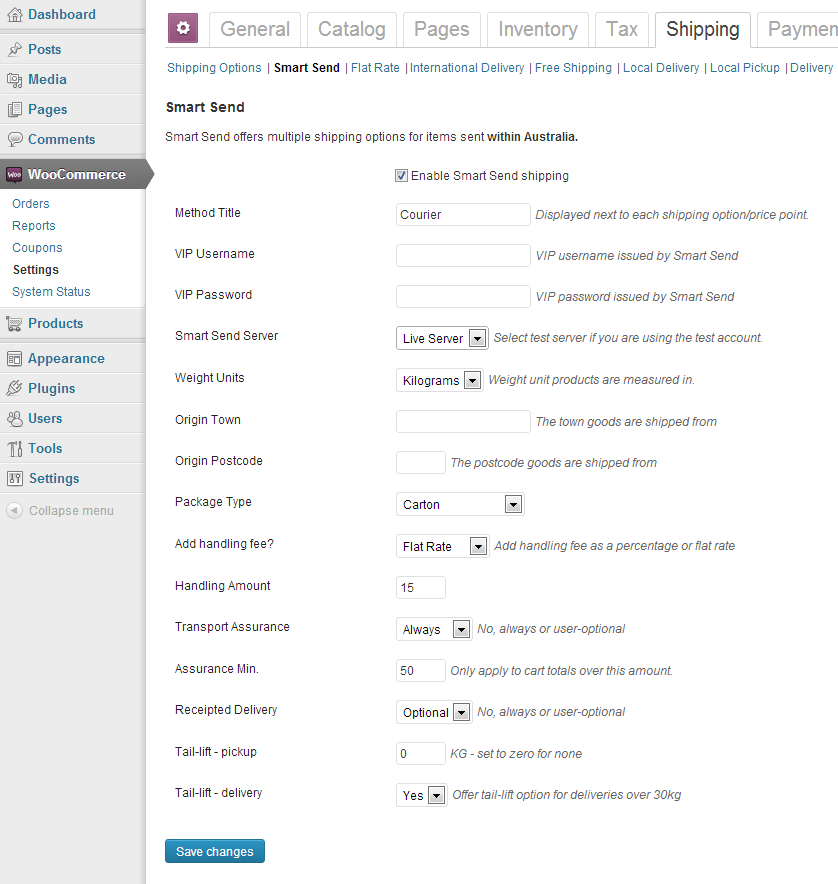 Dashboard
Posts
Media
Pages
Comments
WOO WooCommerce
Orders
Reports
Coupons
Settings
System Status
Products
Appearance
Plugins
Users
Tools
Settings
Collapse menu
General Catalog Pages Inventory Tax Shipping Paymen
Shipping Options | Smart Send | Flat Rate | International Delivery | Free Shipping | Local Delivery | Local Pickup | Delivery
Smart Send
Smart Send offers multiple shipping options for items sent within Australia.
Enable Smart Send shipping
Method Title Courier Displayed next to each shipping option/price point.
VIP Username VIP username issued by Smart Send
VIP Password VIP password issued by Smart Send
Smart Send Server Live Server Select test server if you are using the test account.
Weight Units Kilograms Weight unit products are measured in.
Origin Town The town goods are shipped from
Origin Postcode The postcode goods are shipped from
Package Type Carton
Add handling fee? Flat Rate Add handling fee as a percentage or flat rate
Handling Amount 15
Transport Assurance Always No, always or user-optional
Assurance Min. 50 Only apply to cart totals over this amount.
Receipted Delivery Optional No, always or user-optional
Tail-lift - pickup 0 KG - set to zero for none
Tail-lift - delivery Yes Offer tail-lift option for deliveries over 30kg
Save changes